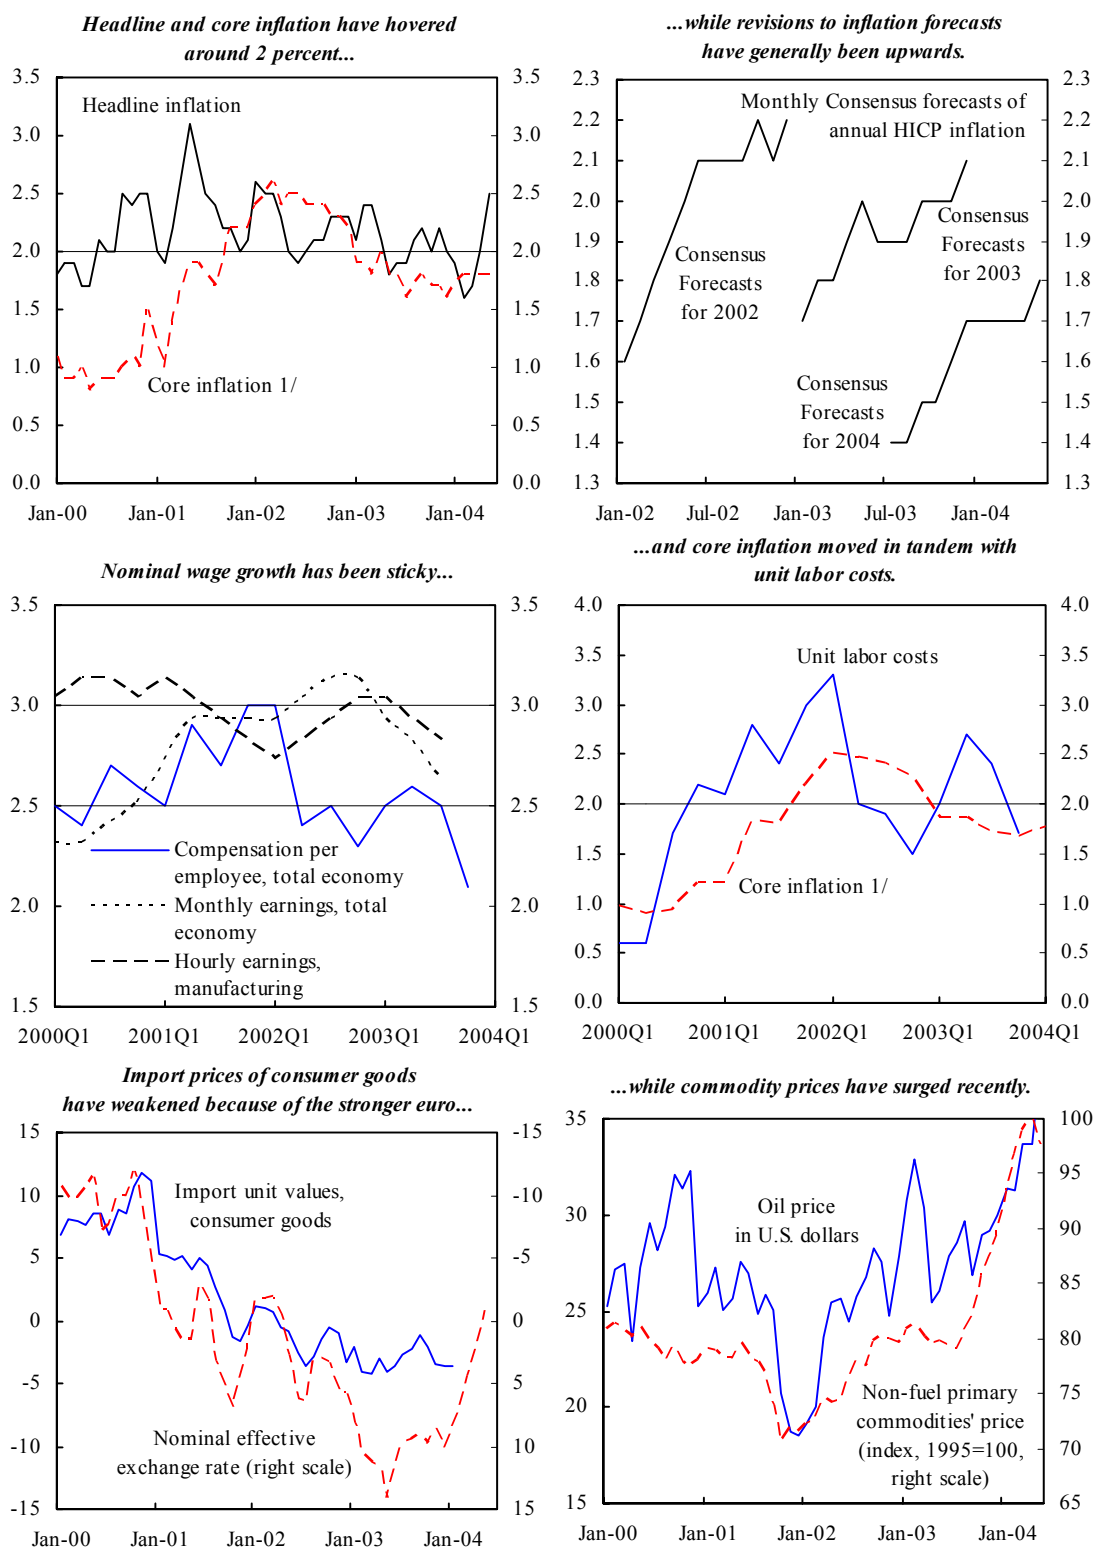 Headline and core inflation have hovered
around 2 percent...
3.5
3.5
Headline inflation
3.0
3.0
2.5
2.5
2.0
2.0
1.5
1.5
1.0
1.0
Core inflation 1/
0.5
0.5
0.0
0.0
Jan-00
Jan-01
Jan-02
Jan-03
Jan-04
...while revisions to inflation forecasts
have generally been upwards.
2.3
2.3
Monthly Consensus forecasts of
annual HICP inflation
2.2
2.2
2.1
2.1
2.0
2.0
Consensus
Forecasts
for 2003
1.9
1.9
Consensus
Forecasts
for 2002
1.8
1.8
1.7
1.7
1.6
1.6
Consensus
Forecasts
for 2004
1.5
1.5
1.4
1.4
1.3
1.3
Jan-02
Jul-02
Jan-03
Jul-03
Jan-04
Nominal wage growth has been sticky...
3.5
3.5
3.0
3.0
2.5
2.5
Compensation per
employee, total economy
2.0
2.0
Monthly earnings, total
economy
Hourly earnings,
manufacturing
1.5
1.5
2000Q1
2001Q1
2002Q1
2003Q1
2004Q1
...and core inflation moved in tandem with
unit labor costs.
4.0
4.0
3.5
3.5
Unit labor costs
3.0
3.0
2.5
2.5
2.0
2.0
1.5
1.5
Core inflation 1/
1.0
1.0
0.5
0.5
0.0
0.0
2000Q1
2001Q1
2002Q1
2003Q1
2004Q1
Import prices of consumer goods
have weakened because of the stronger euro...
15
-15
10
-10
Import unit values,
consumer goods
5
-5
0
0
-5
5
Nominal effective
exchange rate (right scale)
-10
10
-15
15
Jan-00
Jan-01
Jan-02
Jan-03
Jan-04
...while commodity prices have surged recently.
35
100
95
30
90
Oil price
in U.S. dollars
85
25
80
20
75
Non-fuel primary
commodities' price
(index, 1995=100,
right scale)
70
15
65
Jan-00
Jan-01
Jan-02
Jan-03
Jan-04